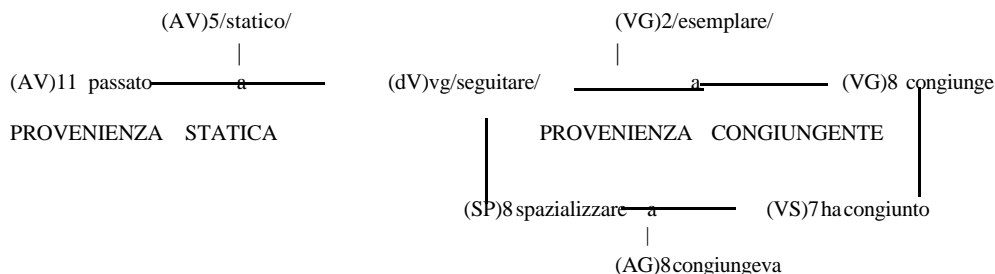 (AV)5/statico/ (VG)2/esemplare/
| |
(AV)11 passato a (dV)vg/seguitare/ a (VG)8 congiunge
PROVENIENZA STATICA PROVENIENZA CONGIUNGENTE
(SP)8 spazializzare a (VS)7 ha congiunto
|
(AG)8 congiungeva